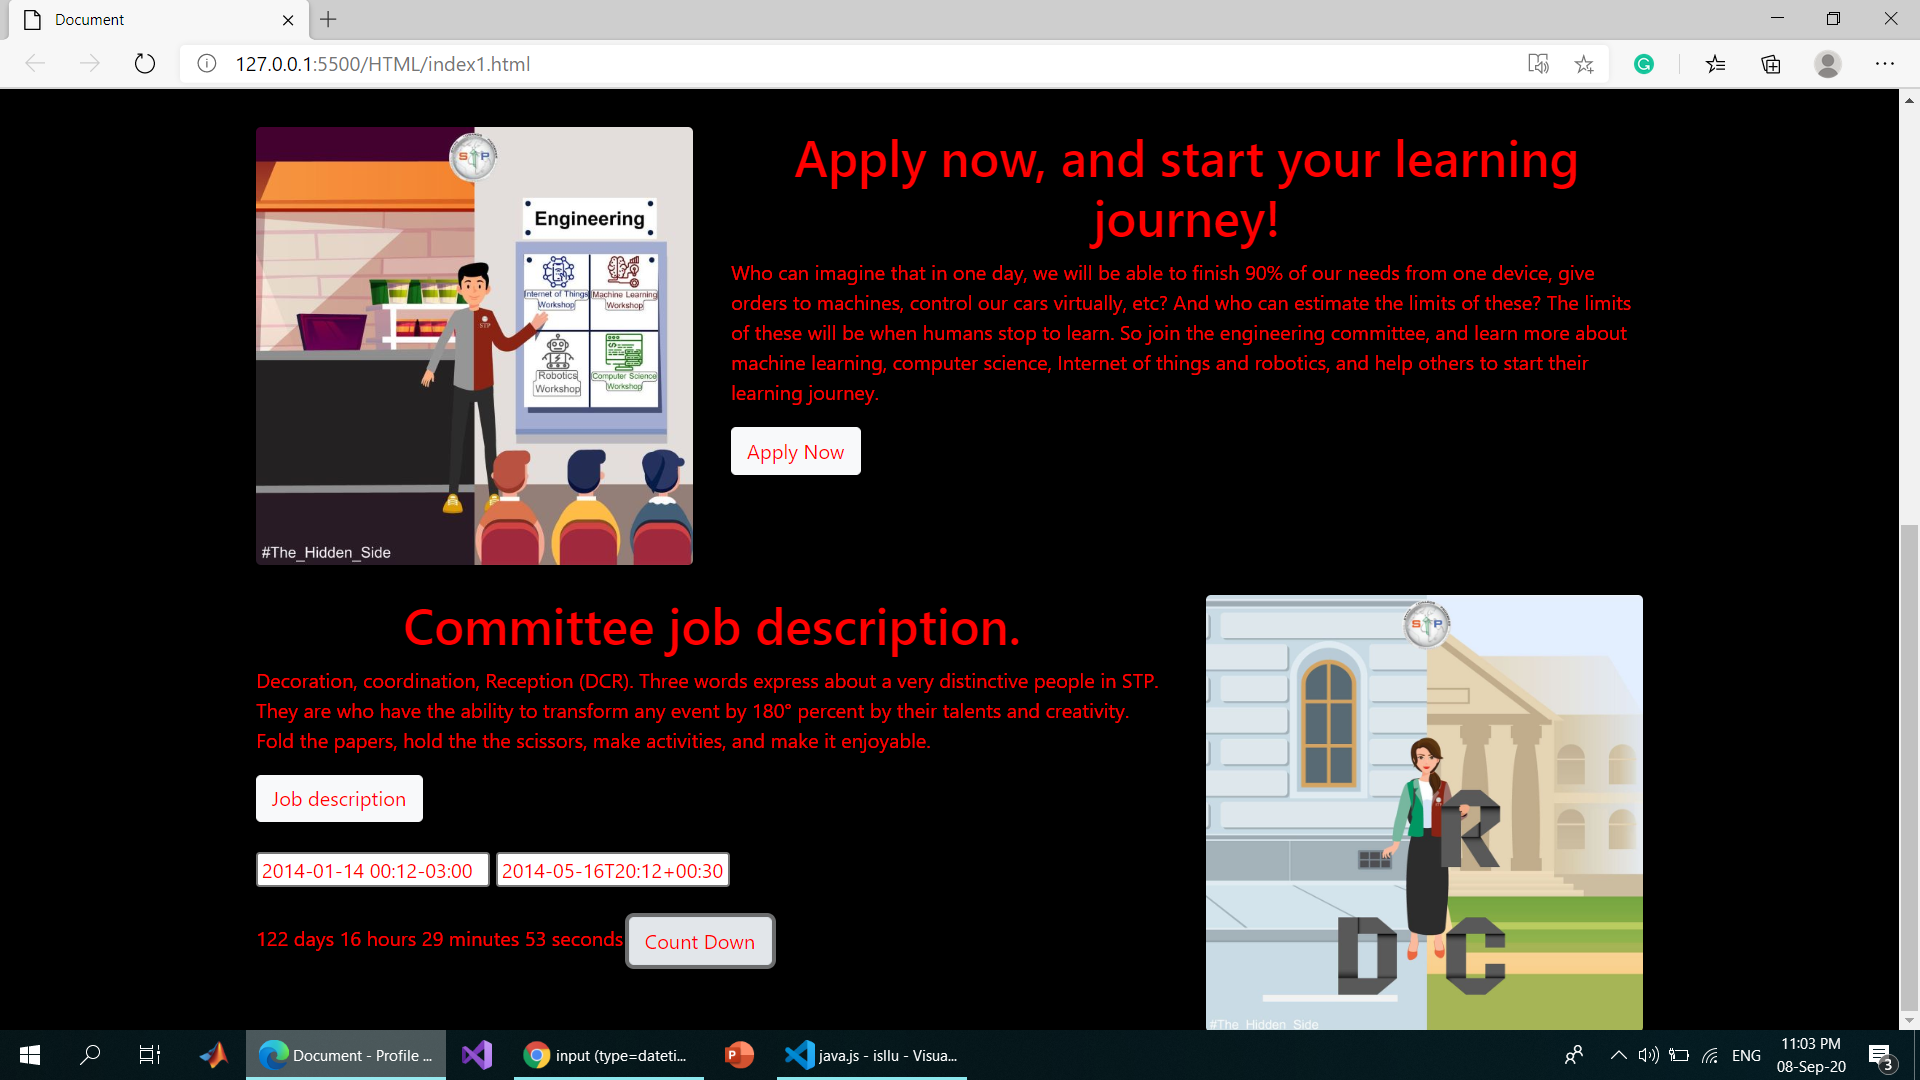 Document
127.0.0.1:5500/HTML/index1.html
STP
Engineering
Internet of Things Workshop
Machine Learning Workshop
Robotics Workshop
Computer Science Workshop
STP
#The_Hidden_Side
Apply now, and start your learning
journey!
Who can imagine that in one day, we will be able to finish 90% of our needs from one device, give
orders to machines, control our cars virtually, etc? And who can estimate the limits of these? The limits
of these will be when humans stop to learn. So join the engineering committee, and learn more about
machine learning, computer science, Internet of things and robotics, and help others to start their
learning journey.
Apply Now
Committee job description.
Decoration, coordination, Reception (DCR). Three words express about a very distinctive people in STP.
They are who have the ability to transform any event by 180° percent by their talents and creativity.
Fold the papers, hold the the scissors, make activities, and make it enjoyable.
Job description
2014-01-14 00:12-03:00
2014-05-16T20:12+00:30
122 days 16 hours 29 minutes 53 seconds
Count Down
STP
R
D C
#The_Hidden_Side
Document - Profile ...
input (type=dateti...
java.js - isllu - Visua...
ENG
11:03 PM
08-Sep-20
3